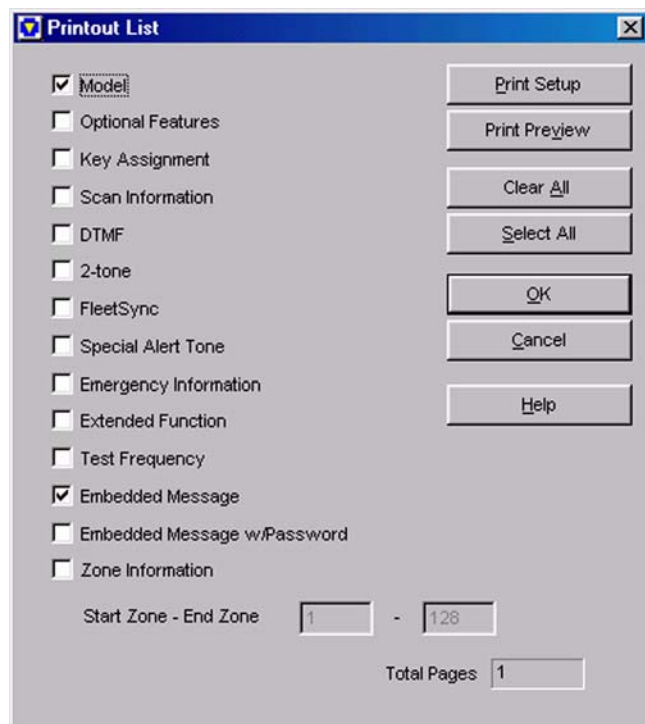 Printout List
Model
Optional Features
Key Assignment
Scan Information
DTMF
2-tone
FleetSync
Special Alert Tone
Emergency Information
Extended Function
Test Frequency
Embedded Message
Embedded Message w/Password
Zone Information
Start Zone - End Zone 1 - 128
Total Pages 1
Print Setup
Print Preview
Clear All
Select All
OK
Cancel
Help